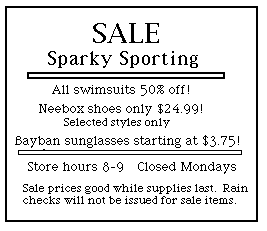 SALE
Sparky Sporting
All swimsuits 50% off!
Neebox shoes only $24.99!
Selected styles only
Bayban sunglasses starting at $3.75!
Store hours 8-9 Closed Mondays
Sale prices good while supplies last. Rain
checks will not be issued for sale items.